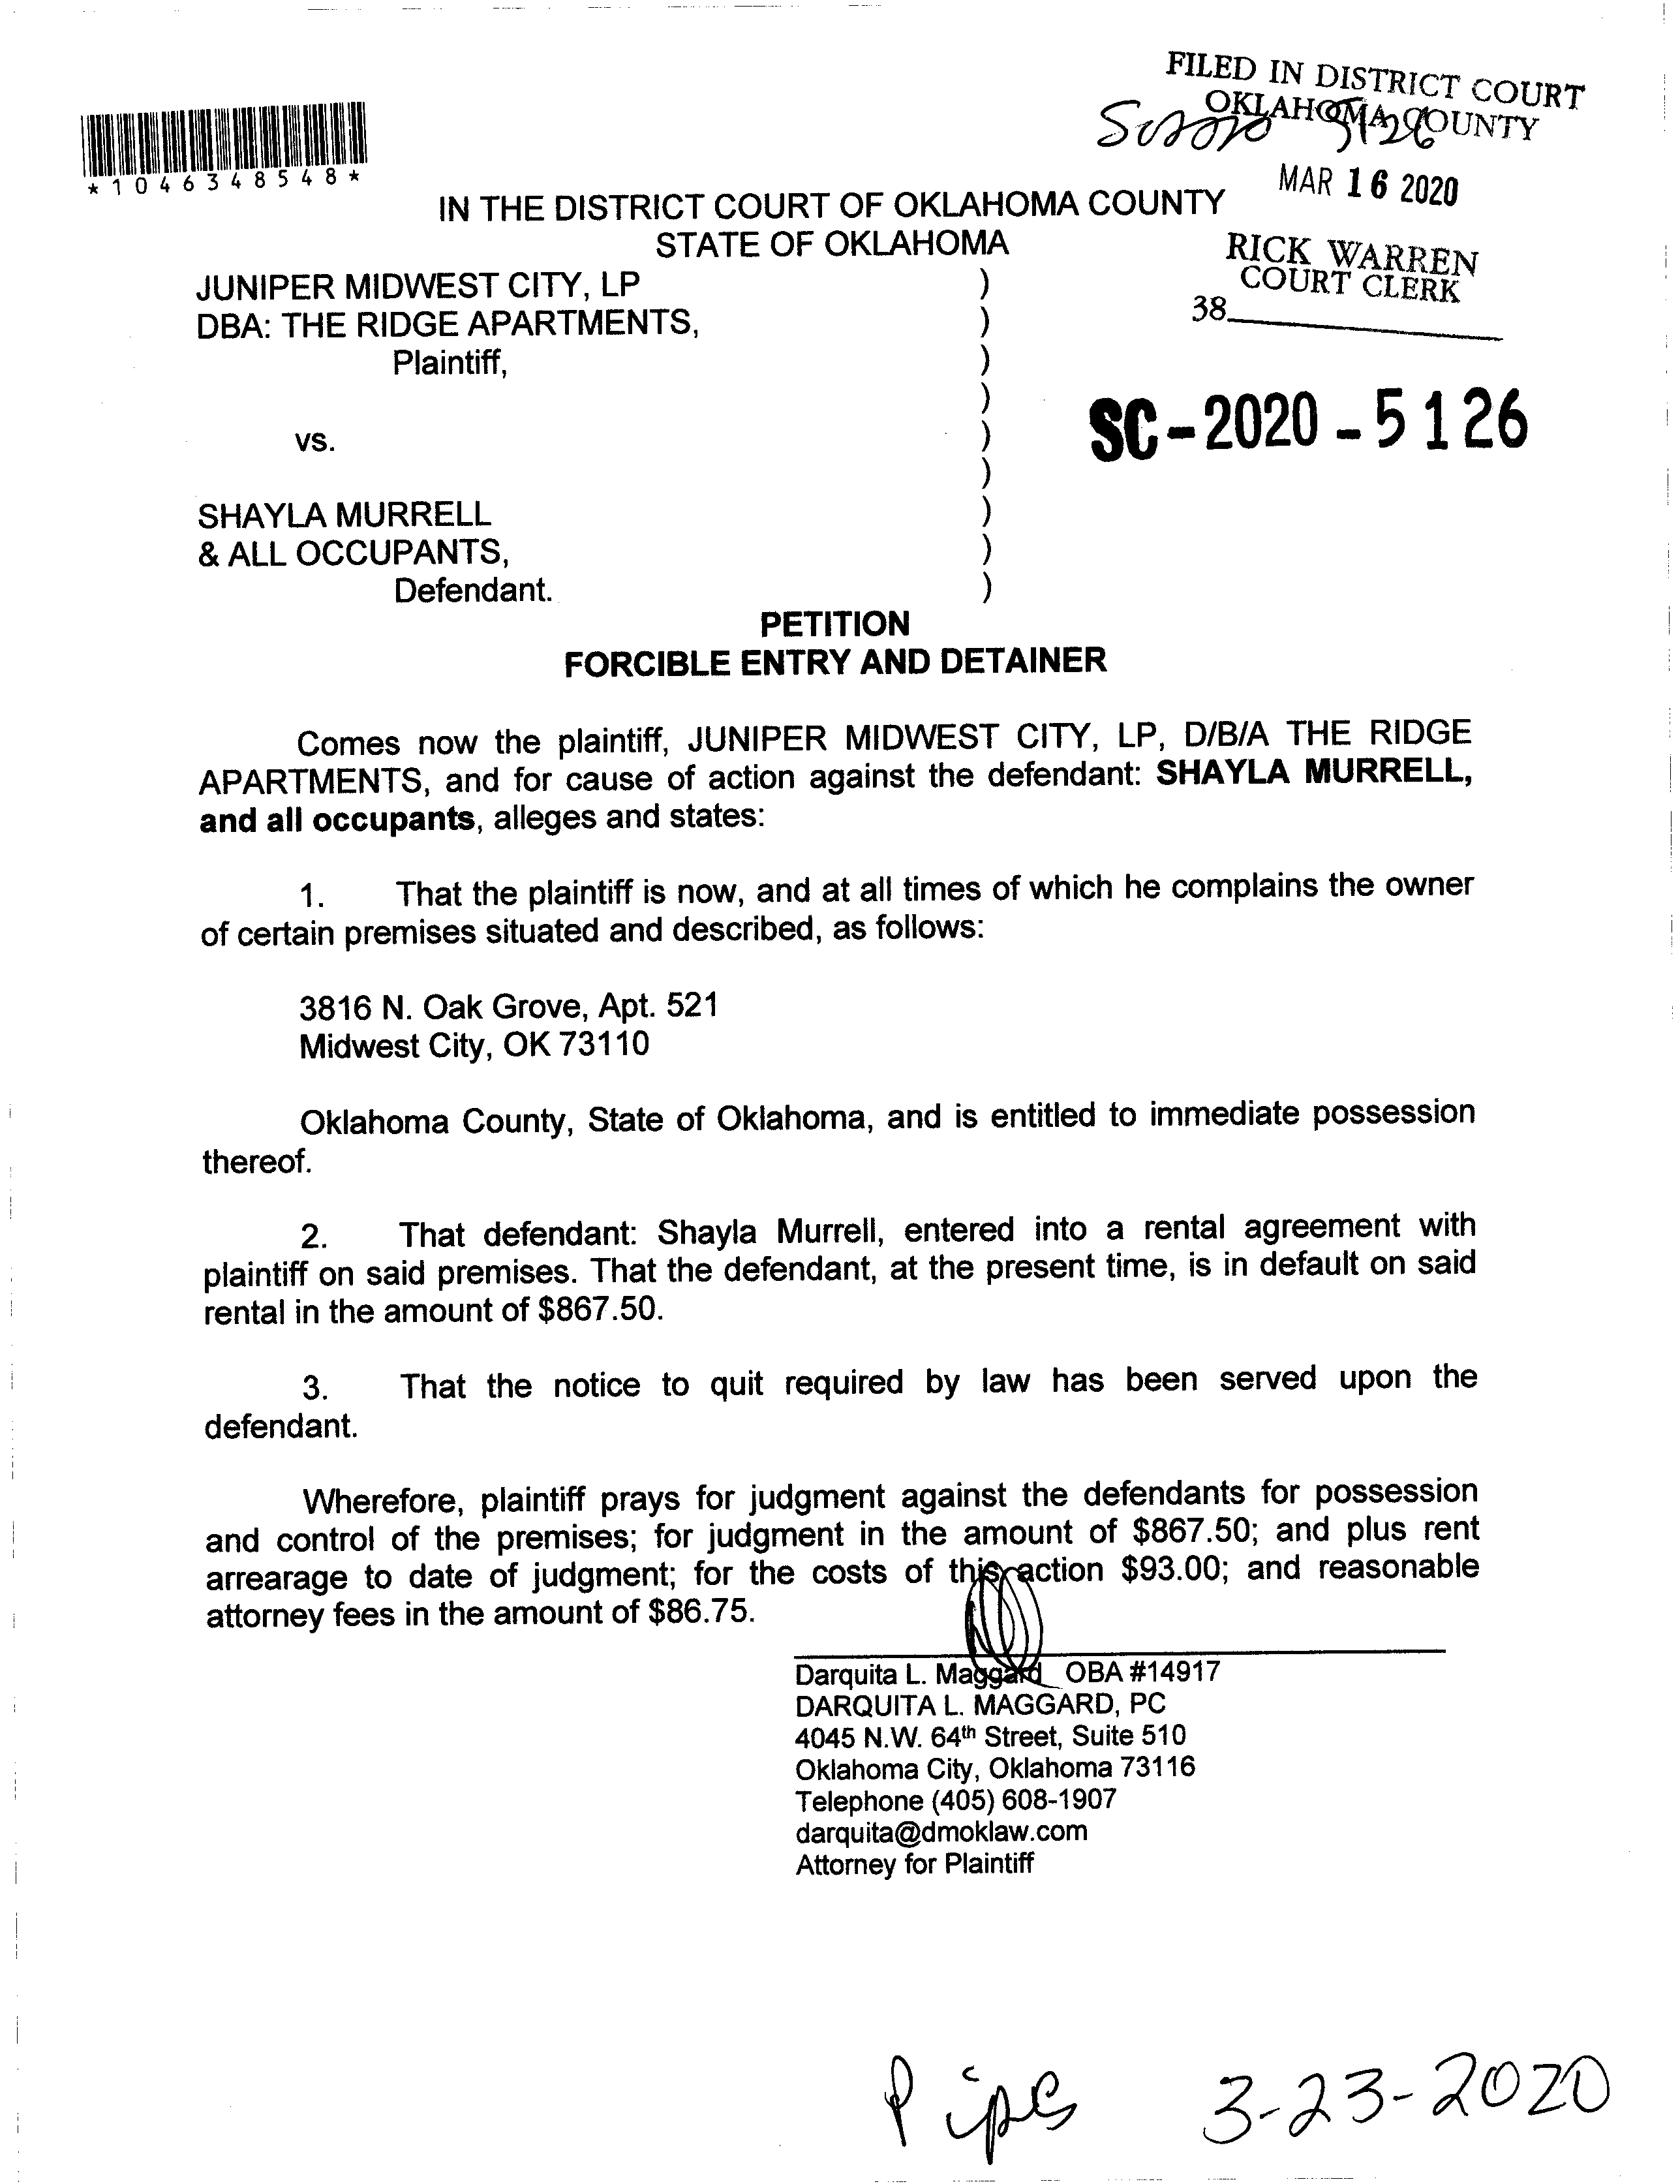 FILED IN DISTRICT COURT
OKLAHOMA COUNTY
SC2020 5126
*1046348548*
MAR 16 2020
IN THE DISTRICT COURT OF OKLAHOMA COUNTY
STATE OF OKLAHOMA
RICK WARREN
COURT CLERK
38
JUNIPER MIDWEST CITY, LP )
DBA: THE RIDGE APARTMENTS, )
Plaintiff, )
)
vs. )
)
SC-2020-5126
SHAYLA MURRELL )
& ALL OCCUPANTS, )
Defendant. )
PETITION
FORCIBLE ENTRY AND DETAINER
Comes now the plaintiff, JUNIPER MIDWEST CITY, LP, D/B/A THE RIDGE
APARTMENTS, and for cause of action against the defendant: SHAYLA MURRELL,
and all occupants, alleges and states:
1. That the plaintiff is now, and at all times of which he complains the owner
of certain premises situated and described, as follows:
3816 N. Oak Grove, Apt. 521
Midwest City, OK 73110
Oklahoma County, State of Oklahoma, and is entitled to immediate possession
thereof.
2. That defendant: Shayla Murrell, entered into a rental agreement with
plaintiff on said premises. That the defendant, at the present time, is in default on said
rental in the amount of $867.50.
3. That the notice to quit required by law has been served upon the
defendant.
Wherefore, plaintiff prays for judgment against the defendants for possession
and control of the premises; for judgment in the amount of $867.50; and plus rent
arrearage to date of judgment; for the costs of this action $93.00; and reasonable
attorney fees in the amount of $86.75.
Darquita L. Maggard OBA #14917
DARQUITA L. MAGGARD, PC
4045 N.W. 64th Street, Suite 510
Oklahoma City, Oklahoma 73116
Telephone (405) 608-1907
darquita@dmoklaw.com
Attorney for Plaintiff
3-23-2020